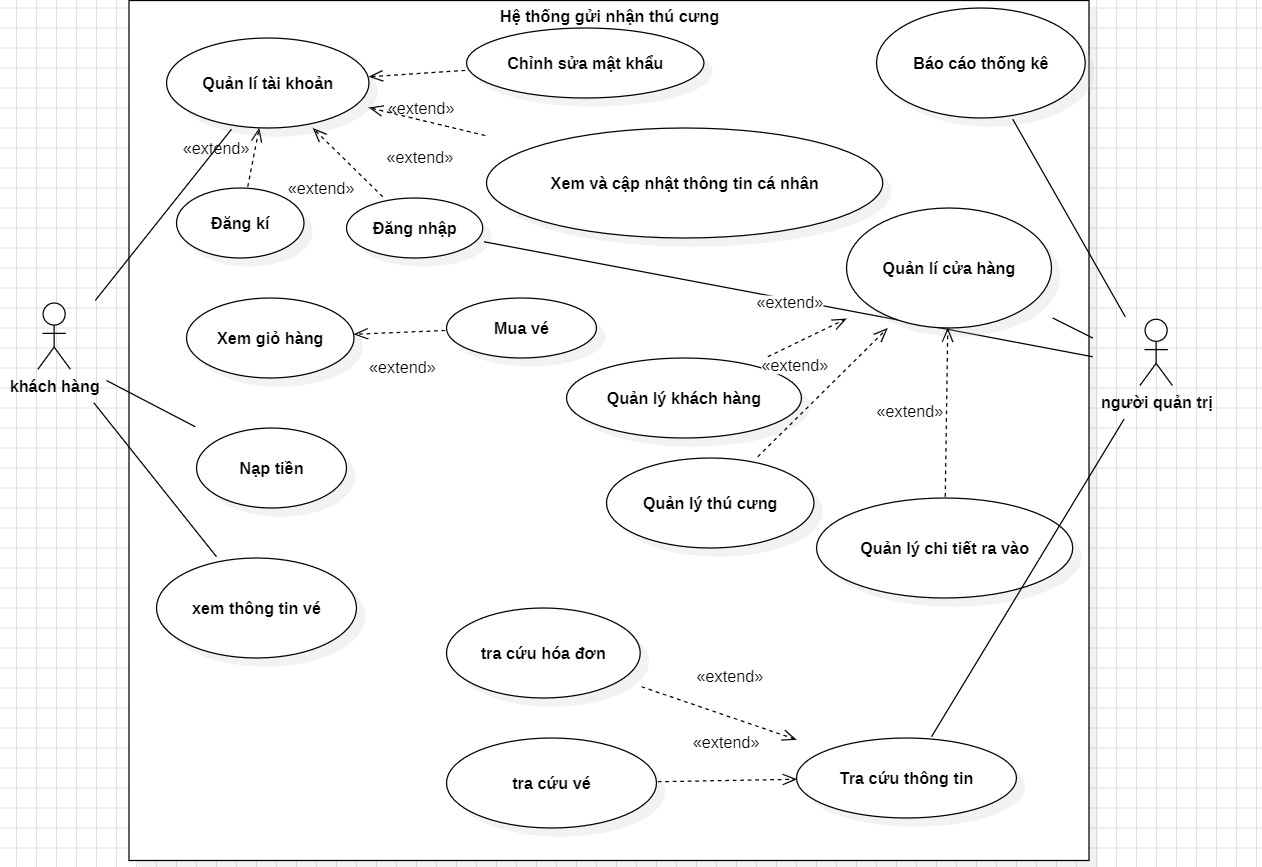 Hệ thống gửi nhận thú cưng
Quản lí tài khoản
Chỉnh sửa mật khẩu
Báo cáo thống kê
«extend»
«extend»
«extend»
«extend»
Xem và cập nhật thông tin cá nhân
Đăng kí
Đăng nhập
Quản lí cửa hàng
«extend»
Xem giỏ hàng
Mua vé
«extend»
«extend»
khách hàng
Quản lý khách hàng
người quản trị
«extend»
Nạp tiền
Quản lý thú cưng
Quản lý chi tiết ra vào
xem thông tin vé
tra cứu hóa đơn
«extend»
«extend»
tra cứu vé
Tra cứu thông tin